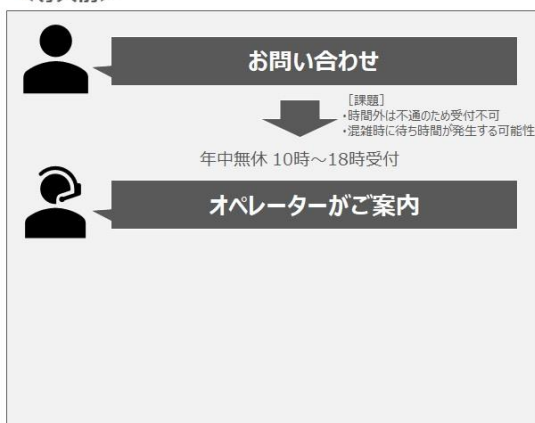 お問い合わせ
［課題］
・時間外は不通のため受付不可
・混雑時に待ち時間が発生する可能性
年中無休 10時～18時受付
オペレーターがご案内